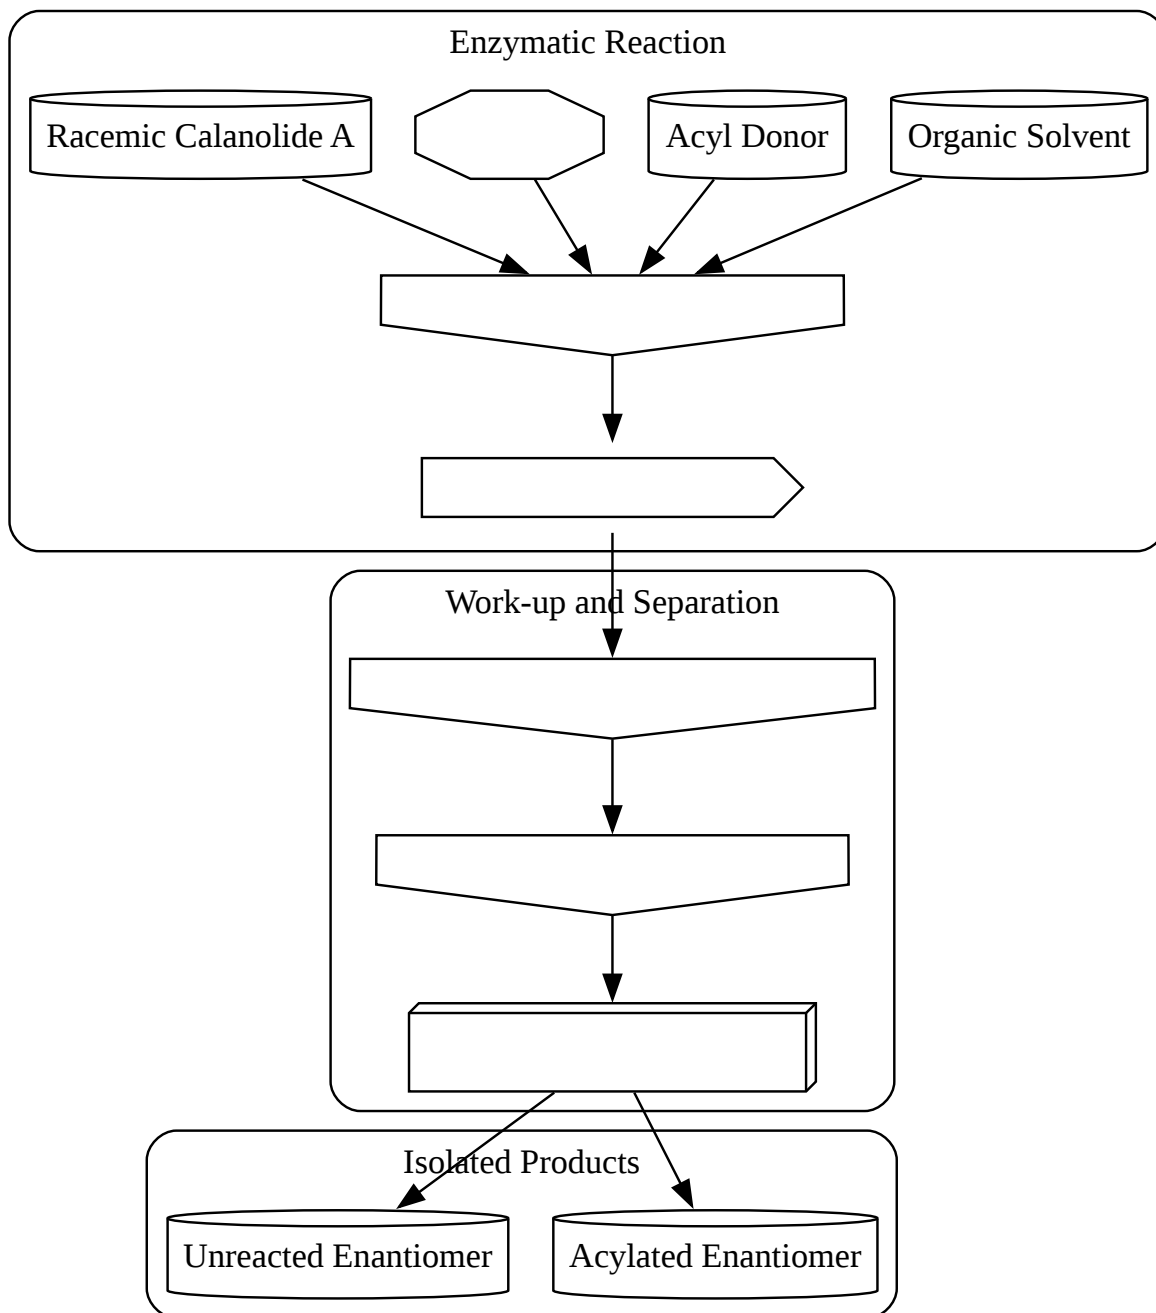 Enzymatic Reaction
Racemic Calanolide A
Acyl Donor
Organic Solvent
Work-up and Separation
Isolated Products
Unreacted Enantiomer
Acylated Enantiomer